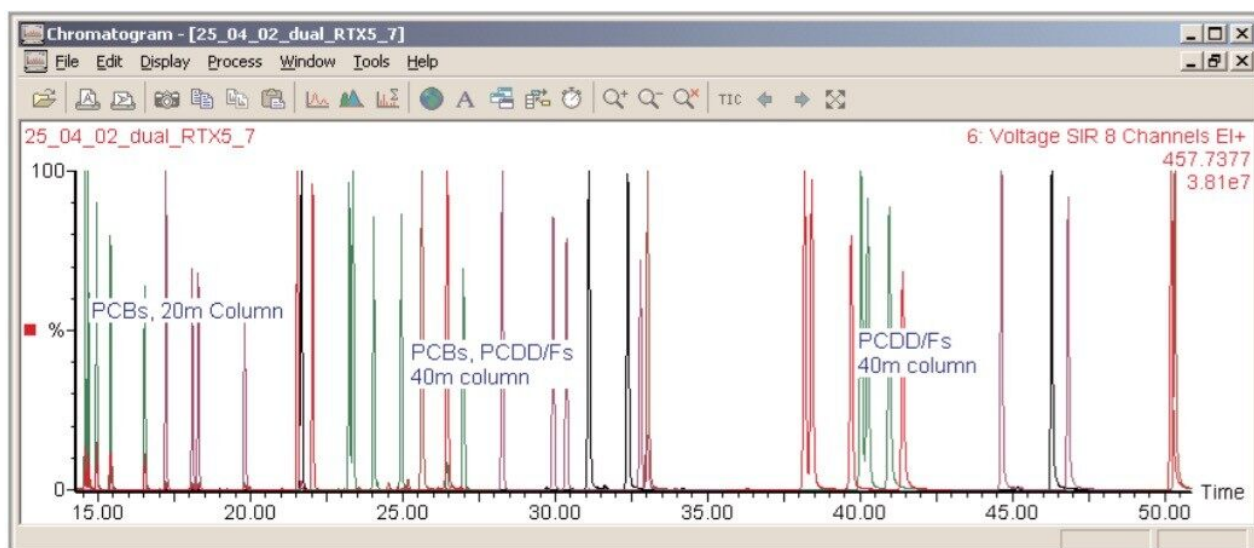 Chromatogram - [25_04_02_dual_RTX5_7]
File Edit Display Process Window Tools Help
TIC
25_04_02_dual_RTX5_7
6: Voltage SIR 8 Channels EI+
457.7377
3.81e7
100
%
0
PCBs, 20m Column
PCBs, PCDD/Fs
40m column
PCDD/Fs
40m column
15.00 20.00 25.00 30.00 35.00 40.00 45.00 50.00
Time